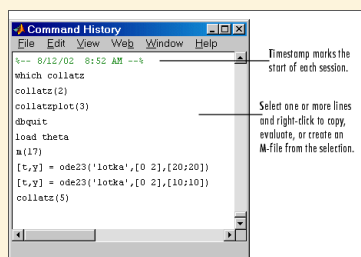 Command History
File Edit View Web Window Help
%-- 8/12/02 8:52 AM --%
which collatz
collatz(2)
collatzplot(3)
dbquit
load theta
m(17)
[t,y] = ode23('lotka',[0 2],[20;20])
[t,y] = ode23('lotka',[0 2],[10;10])
collatz(5)
Timestamp marks the
start of each session.
Select one or more lines
and right-click to copy,
evaluate, or create an
M-file from the selection.